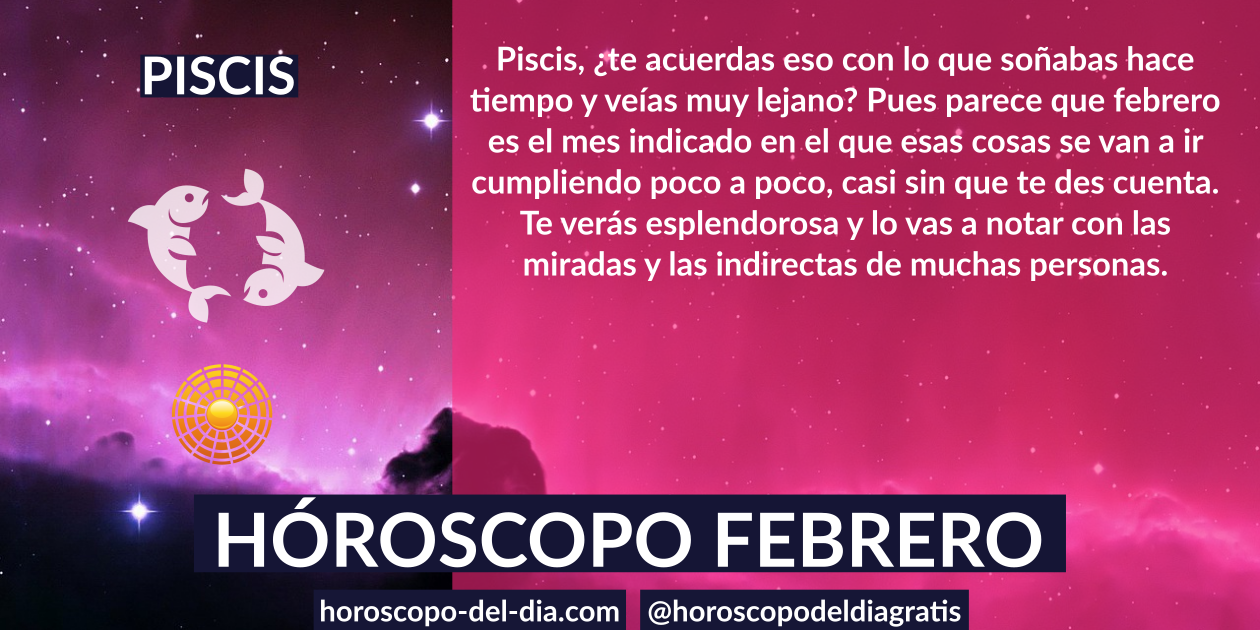 PISCIS
Piscis, ¿te acuerdas eso con lo que soñabas hace
tiempo y veías muy lejano? Pues parece que febrero
es el mes indicado en el que esas cosas se van a ir
cumpliendo poco a poco, casi sin que te des cuenta.
Te verás esplendorosa y lo vas a notar con las
miradas y las indirectas de muchas personas.
HÓROSCOPO FEBRERO
horoscopo-del-dia.com
@horoscopodeldiagratis